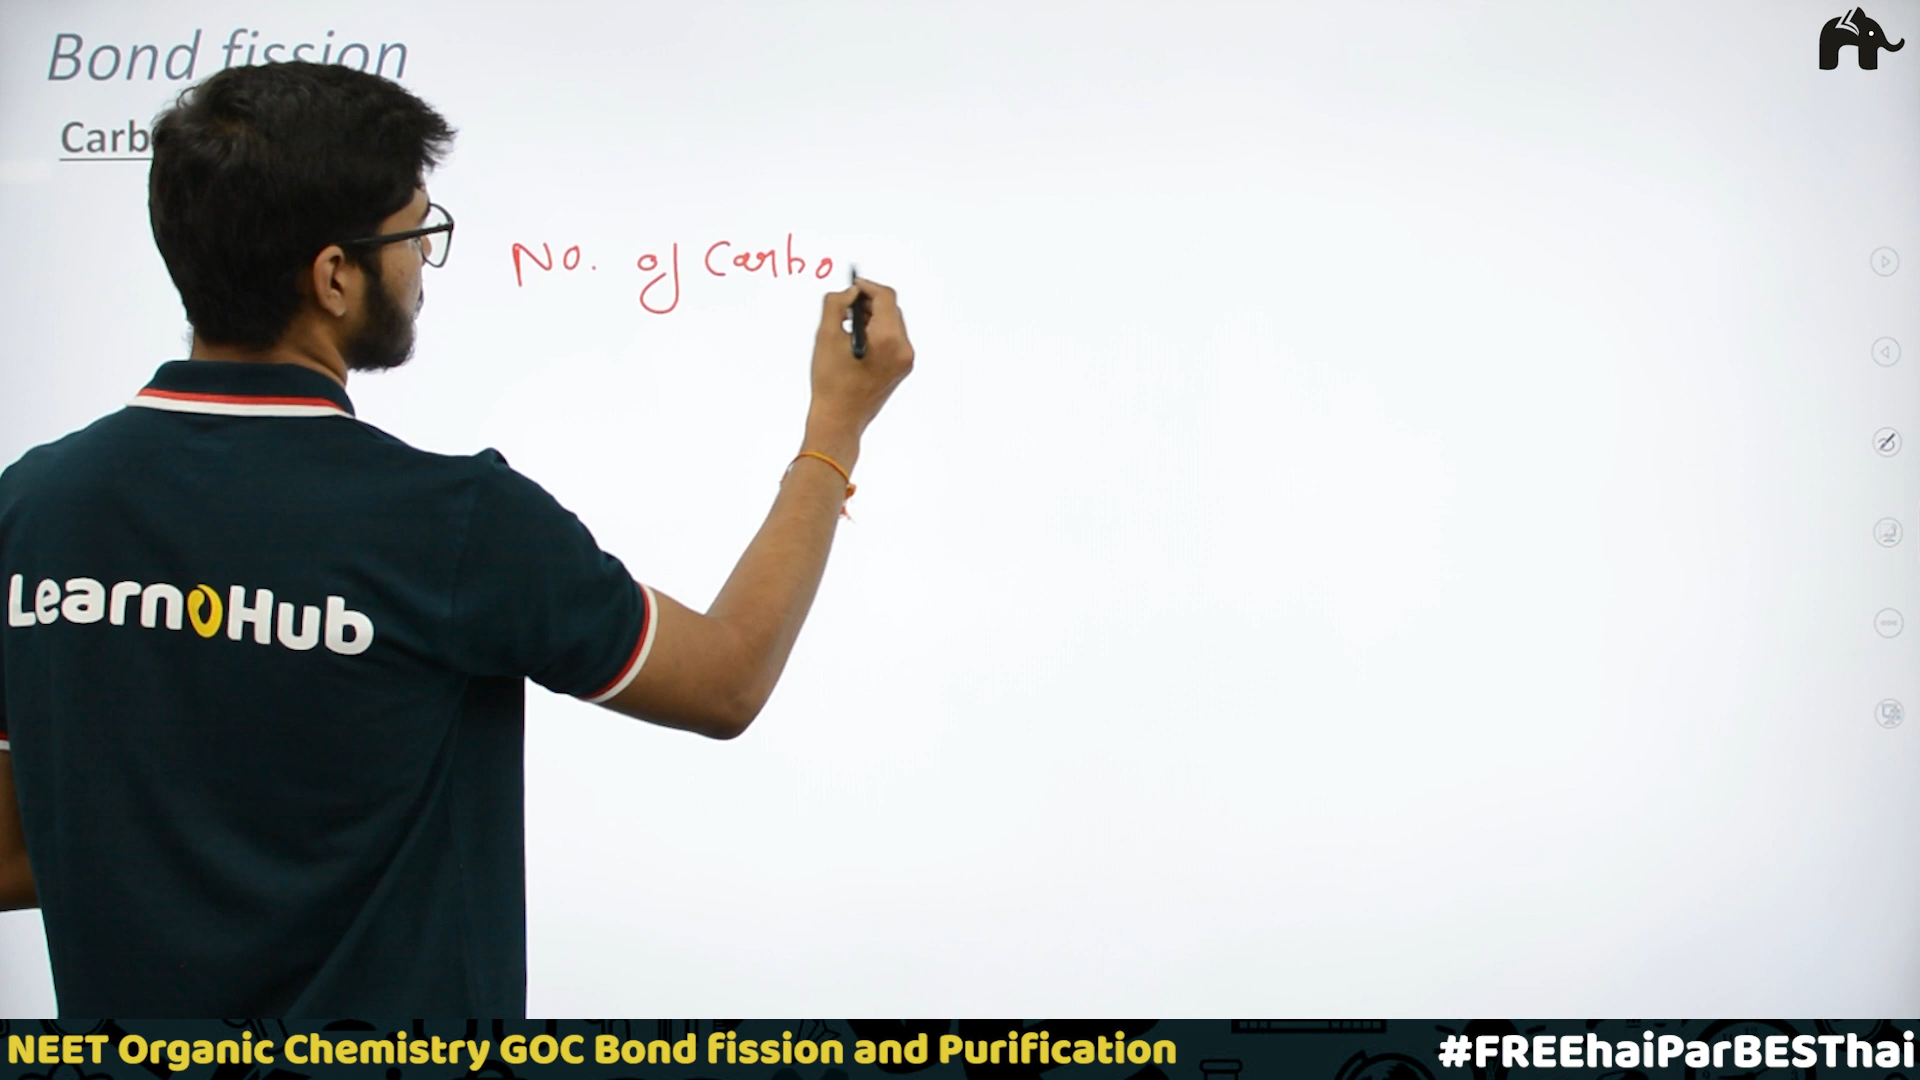 Bond fission
Carb
No. of Carbo
LearnoHub
NEET Organic Chemistry GOC Bond fission and Purification
#FREEhaiParBESThai